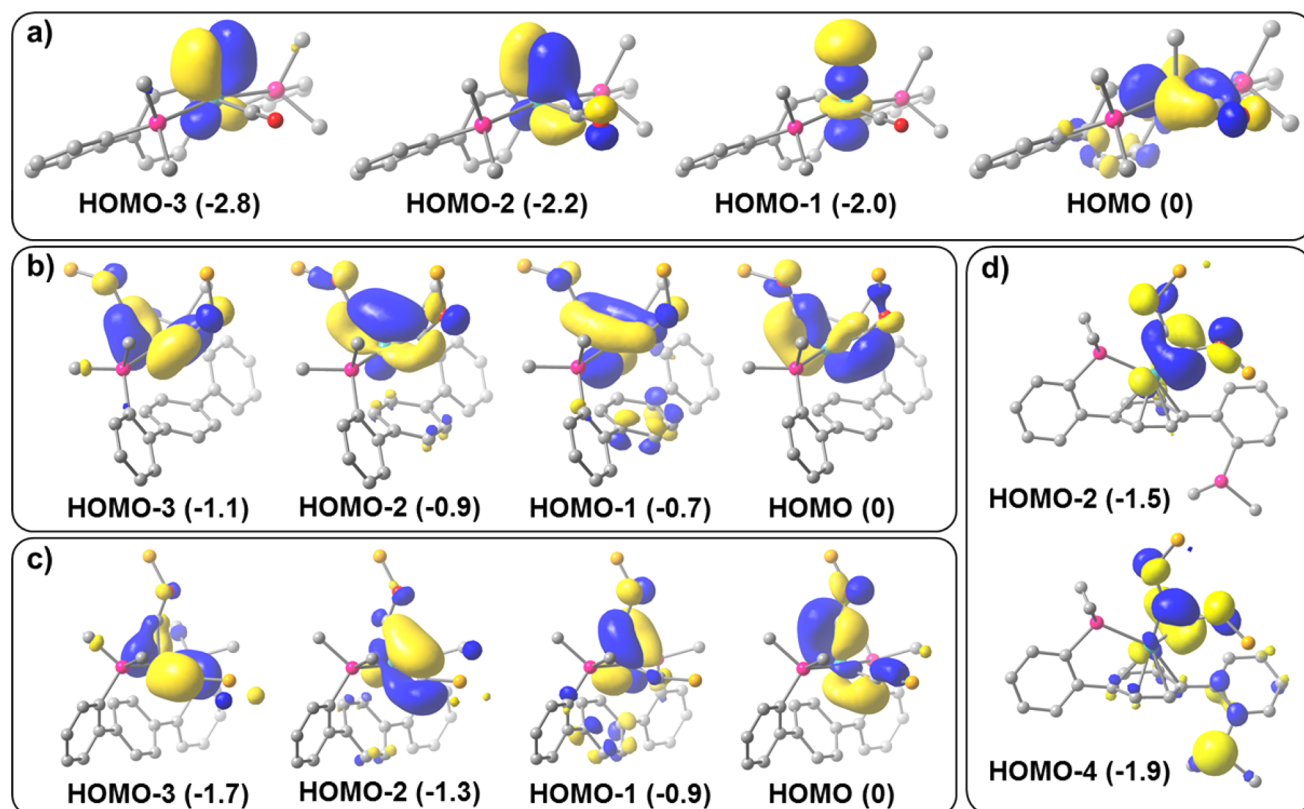 a)
HOMO-3 (-2.8) HOMO-2 (-2.2) HOMO-1 (-2.0) HOMO (0)
b)
HOMO-3 (-1.1) HOMO-2 (-0.9) HOMO-1 (-0.7) HOMO (0)
c)
HOMO-3 (-1.7) HOMO-2 (-1.3) HOMO-1 (-0.9) HOMO (0)
d)
HOMO-2 (-1.5)
HOMO-4 (-1.9)